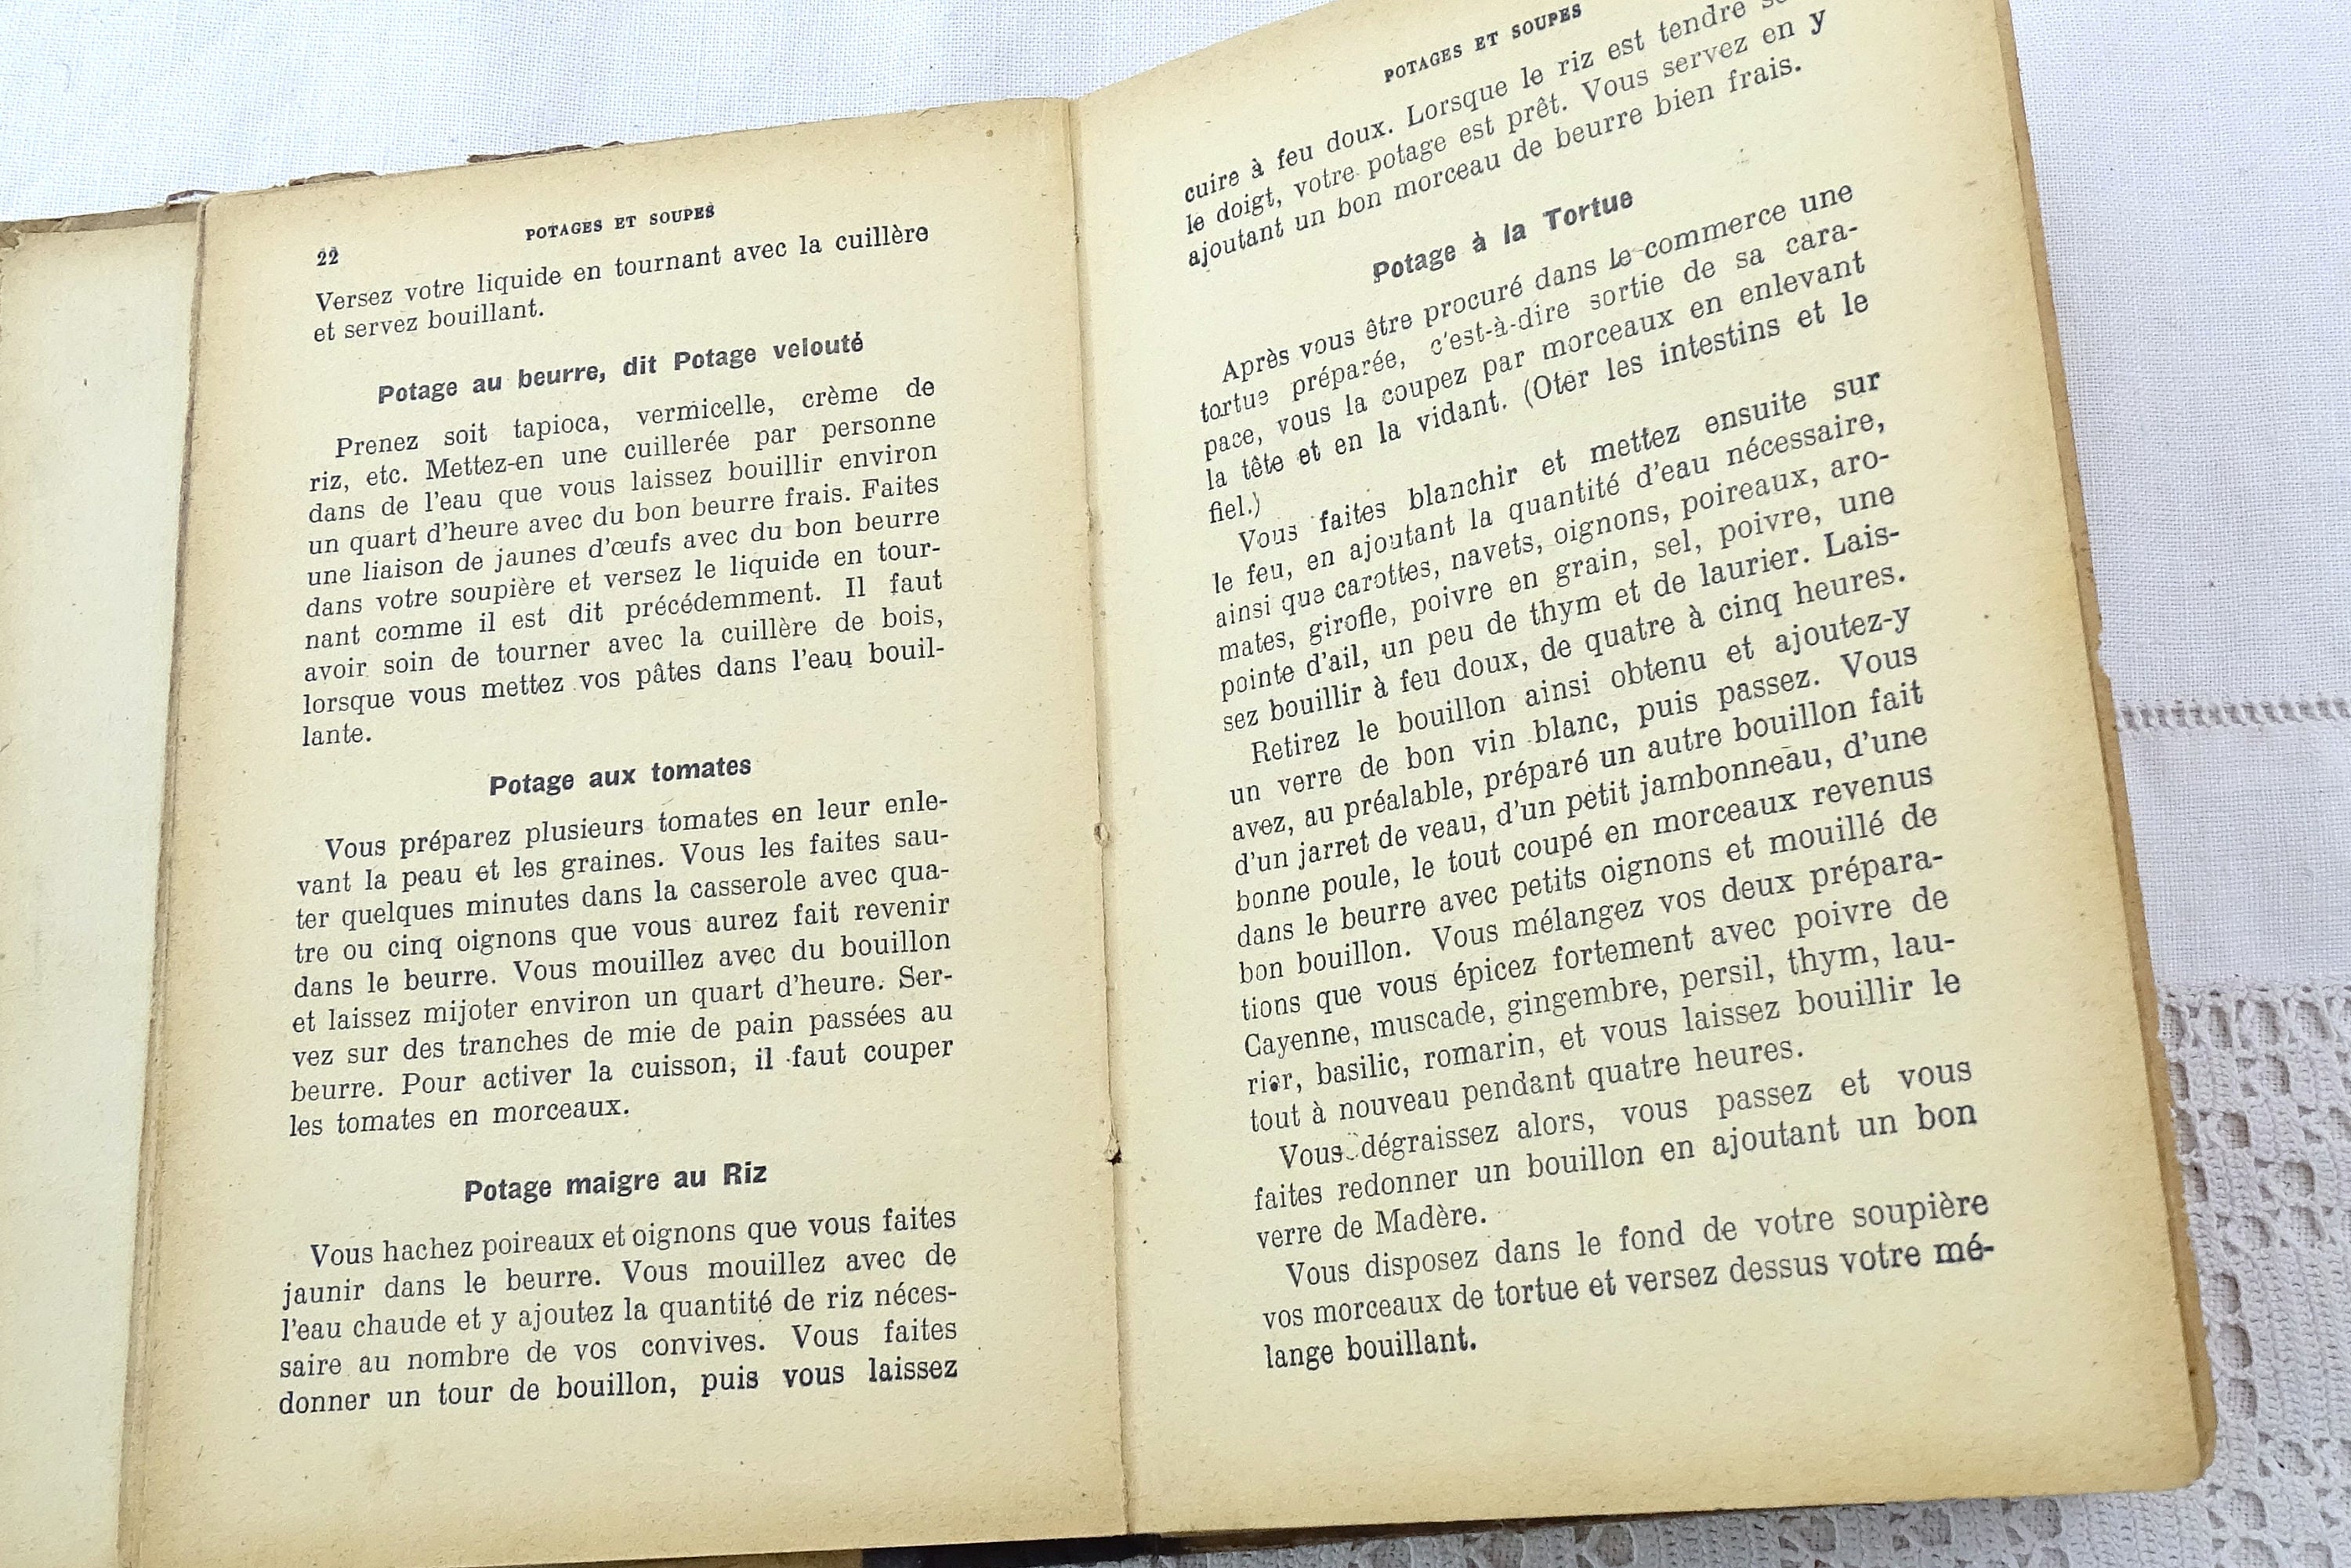 22
POTAGES ET SOUPES
Versez votre liquide en tournant avec la cuillère
et servez bouillant.
Potage au beurre, dit Potage velouté
Prenez soit tapioca, vermicelle, crème de
riz, etc. Mettez-en une cuillerée par personne
dans de l'eau que vous laissez bouillir environ
un quart d'heure avec du bon beurre frais. Faites
une liaison de jaunes d'œufs avec du bon beurre
dans votre soupière et versez le liquide en tour-
nant comme il est dit précédemment. Il faut
avoir soin de tourner avec la cuillère de bois,
lorsque vous mettez vos pâtes dans l'eau bouil-
lante.
Potage aux tomates
Vous préparez plusieurs tomates en leur enle-
vant la peau et les graines. Vous les faites sau-
ter quelques minutes dans la casserole avec qua-
tre ou cinq oignons que vous aurez fait revenir
dans le beurre. Vous mouillez avec du bouillon
et laissez mijoter environ un quart d'heure. Ser-
vez sur des tranches de mie de pain passées au
beurre. Pour activer la cuisson, il faut couper
les tomates en morceaux.
Potage maigre au Riz
Vous hachez poireaux et oignons que vous faites
jaunir dans le beurre. Vous mouillez avec de
l'eau chaude et y ajoutez la quantité de riz néces-
saire au nombre de vos convives. Vous faites
donner un tour de bouillon, puis vous laissez
POTAGES ET SOUPES
cuire à feu doux. Lorsque le riz est tendre
le doigt, votre potage est prêt. Vous servez en y
ajoutant un bon morceau de beurre bien frais.
Potage à la Tortue
Après vous être procuré dans le commerce une
tortue préparée, c'est-à-dire sortie de sa cara-
pace, vous la coupez par morceaux en enlevant
la tête et en la vidant. (Oter les intestins et le
fiel.)
Vous faites blanchir et mettez ensuite sur
le feu, en ajoutant la quantité d'eau nécessaire,
ainsi que carottes, navets, oignons, poireaux, aro-
mates, girofle, poivre en grain, sel, poivre, une
pointe d'ail, un peu de thym et de laurier. Lais-
sez bouillir à feu doux, de quatre à cinq heures.
Retirez le bouillon ainsi obtenu et ajoutez-y
un verre de bon vin blanc, puis passez. Vous
avez, au préalable, préparé un autre bouillon fait
d'un jarret de veau, d'un petit jambonneau, d'une
bonne poule, le tout coupé en morceaux revenus
dans le beurre avec petits oignons et mouillé de
bon bouillon. Vous mélangez vos deux prépara-
tions que vous épicez fortement avec poivre de
Cayenne, muscade, gingembre, persil, thym, lau-
rier, basilic, romarin, et vous laissez bouillir le
tout à nouveau pendant quatre heures.
Vous dégraissez alors, vous passez et vous
faites redonner un bouillon en ajoutant un bon
verre de Madère.
Vous disposez dans le fond de votre soupière
vos morceaux de tortue et versez dessus votre mé-
lange bouillant.